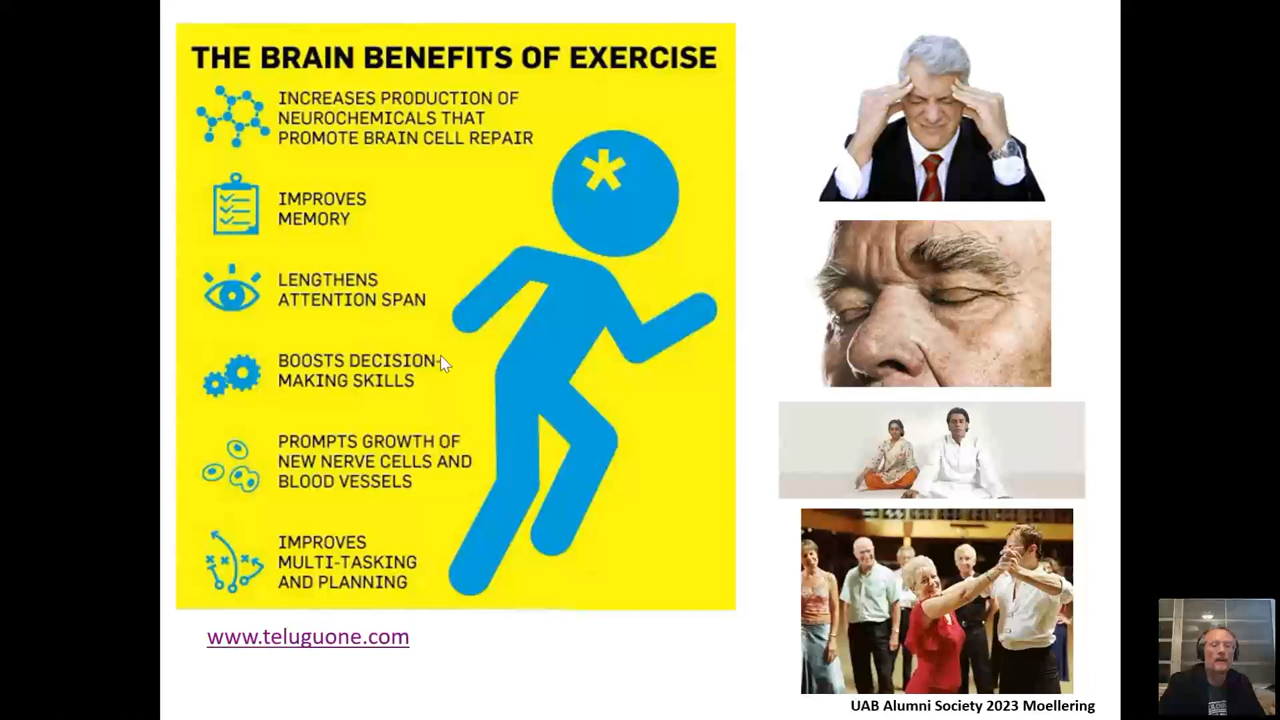 THE BRAIN BENEFITS OF EXERCISE
INCREASES PRODUCTION OF
NEUROCHEMICALS THAT
PROMOTE BRAIN CELL REPAIR
IMPROVES
MEMORY
LENGTHENS
ATTENTION SPAN
BOOSTS DECISION-
MAKING SKILLS
PROMPTS GROWTH OF
NEW NERVE CELLS AND
BLOOD VESSELS
IMPROVES
MULTI-TASKING
AND PLANNING
www.teluguone.com
UAB Alumni Society 2023 Moellering